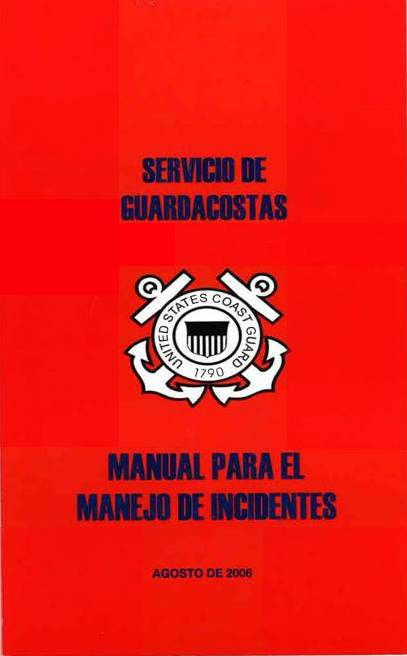 SERVICIO DE
GUARDACOSTAS
UNITED STATES COAST GUARD
1790
MANUAL PARA EL
MANEJO DE INCIDENTES
AGOSTO DE 2006